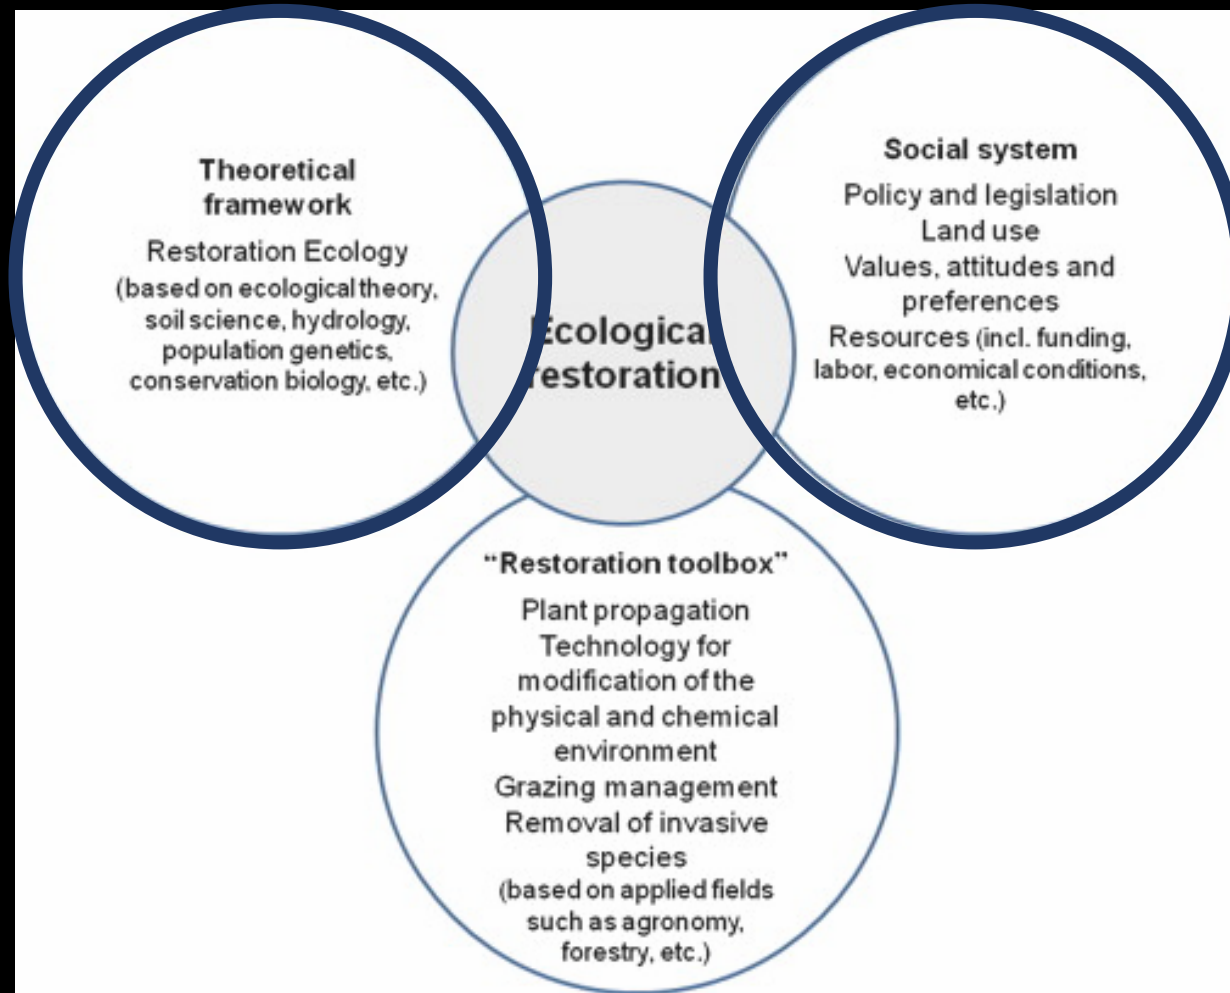 Theoretical
framework
Restoration Ecology
(based on ecological theory,
soil science, hydrology,
population genetics,
conservation biology, etc.)
Social system
Policy and legislation
Land use
Values, attitudes and
preferences
Resources (incl. funding,
labor, economical conditions,
etc.)
Ecological
restoration
“Restoration toolbox”
Plant propagation
Technology for
modification of the
physical and chemical
environment
Grazing management
Removal of invasive
species
(based on applied fields
such as agronomy,
forestry, etc.)